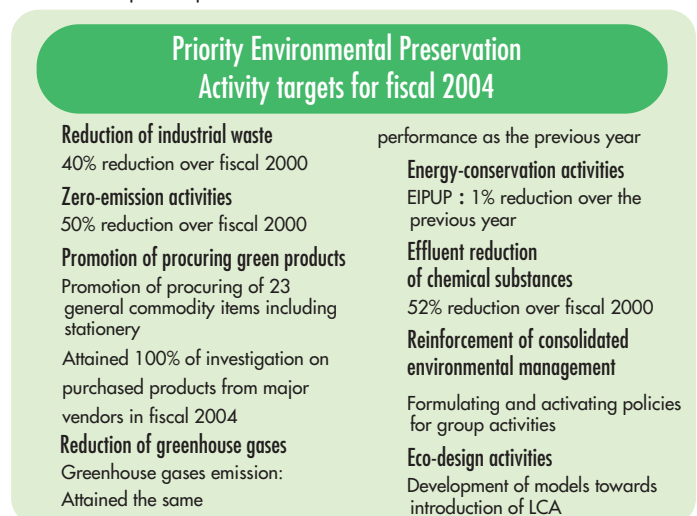 Priority Environmental Preservation
Activity targets for fiscal 2004
Reduction of industrial waste
40% reduction over fiscal 2000
Zero-emission activities
50% reduction over fiscal 2000
Promotion of procuring green products
Promotion of procuring of 23
general commodity items including
stationery
Attained 100% of investigation on
purchased products from major
vendors in fiscal 2004
Reduction of greenhouse gases
Greenhouse gases emission:
Attained the same
performance as the previous year
Energy-conservation activities
EIPUP : 1% reduction over the
previous year
Effluent reduction
of chemical substances
52% reduction over fiscal 2000
Reinforcement of consolidated
environmental management
Formulating and activating policies
for group activities
Eco-design activities
Development of models towards
introduction of LCA